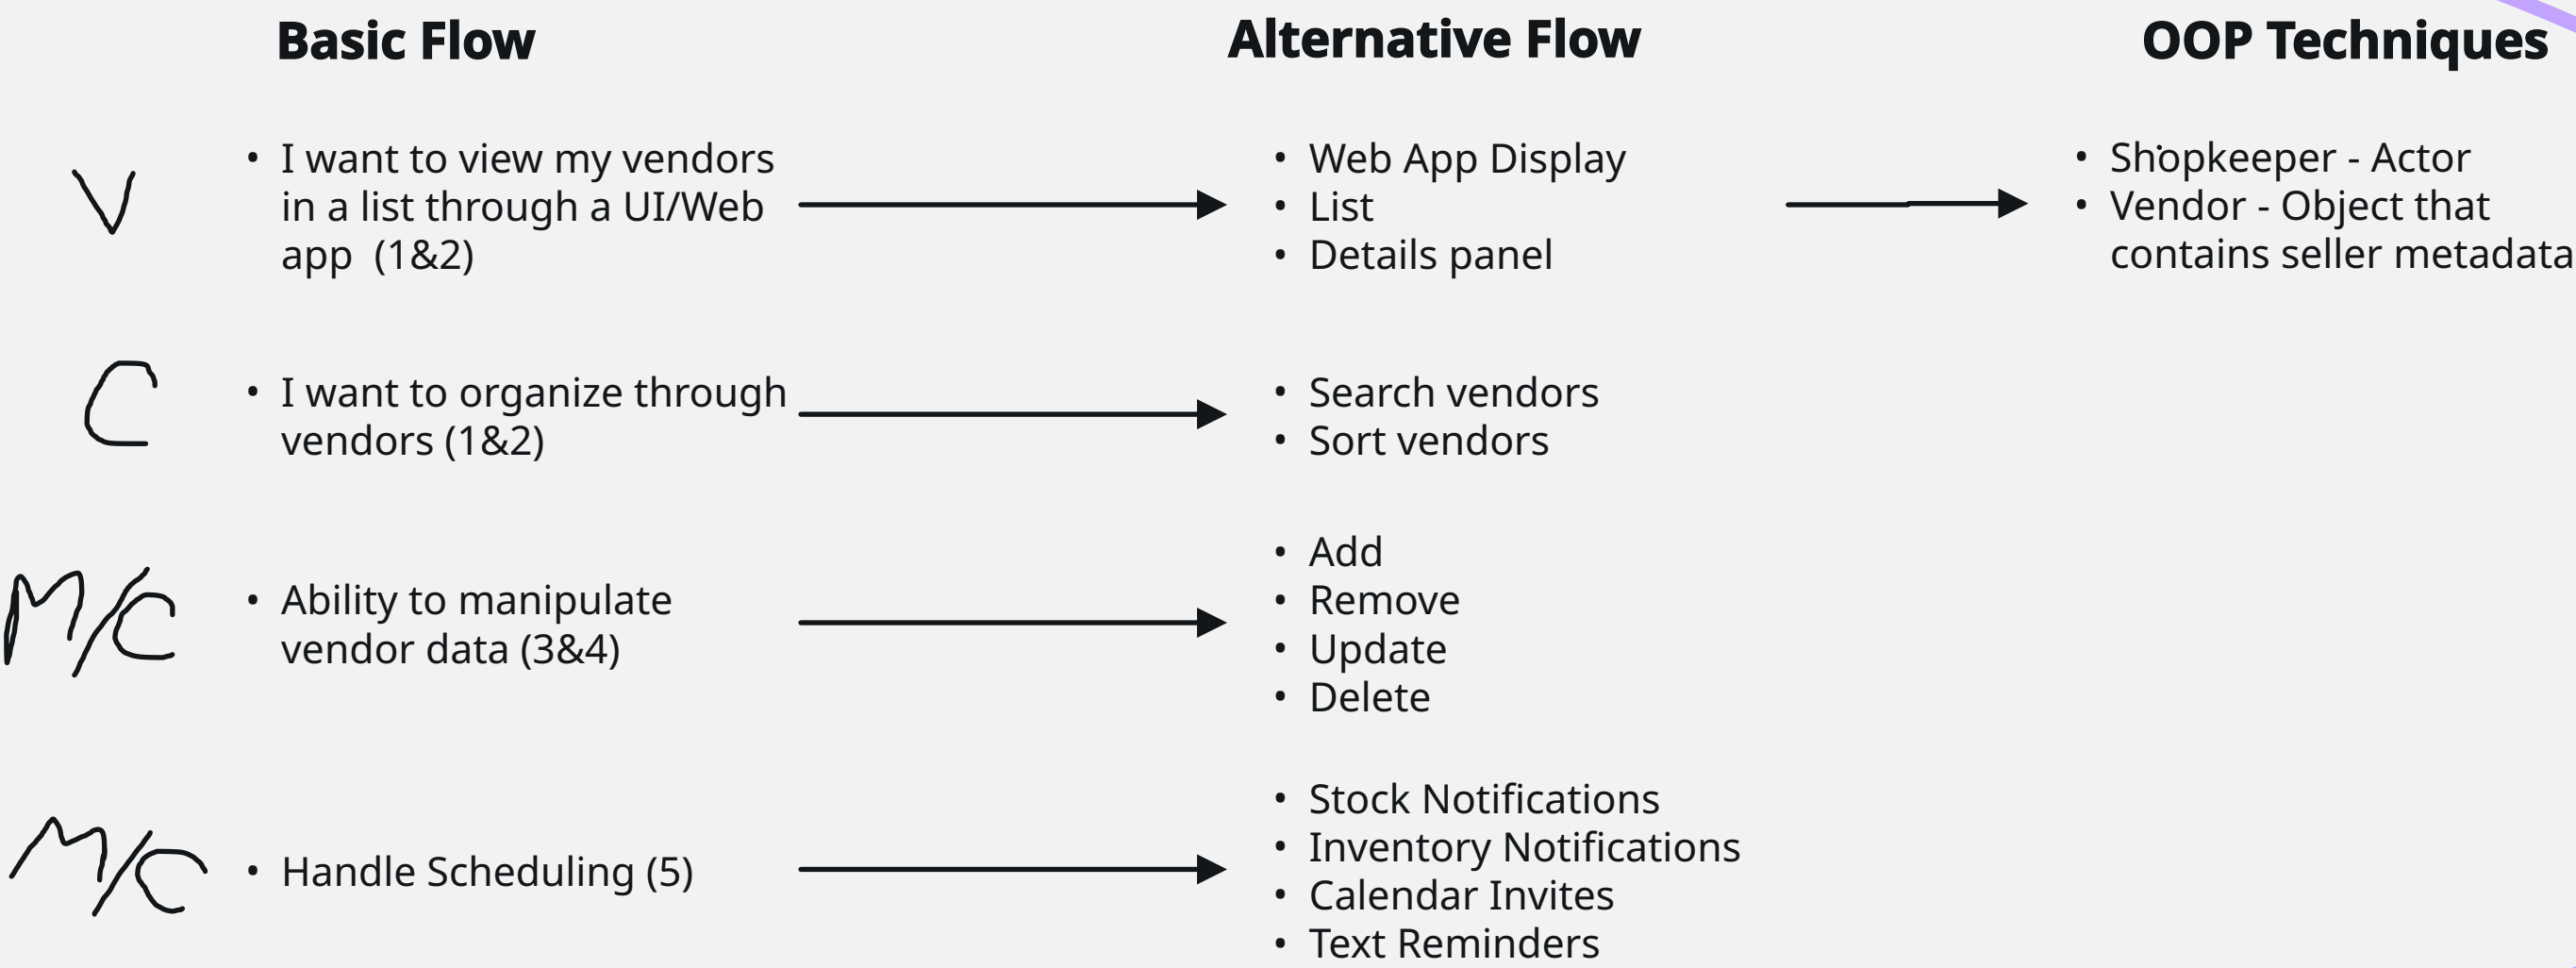 Basic Flow
Alternative Flow
OOP Techniques
V
• I want to view my vendors
in a list through a UI/Web
app (1&2)
• Web App Display
• List
• Details panel
• Shopkeeper - Actor
• Vendor - Object that
contains seller metadata
C
• I want to organize through
vendors (1&2)
• Search vendors
• Sort vendors
M/C
• Ability to manipulate
vendor data (3&4)
• Add
• Remove
• Update
• Delete
M/C
• Handle Scheduling (5)
• Stock Notifications
• Inventory Notifications
• Calendar Invites
• Text Reminders